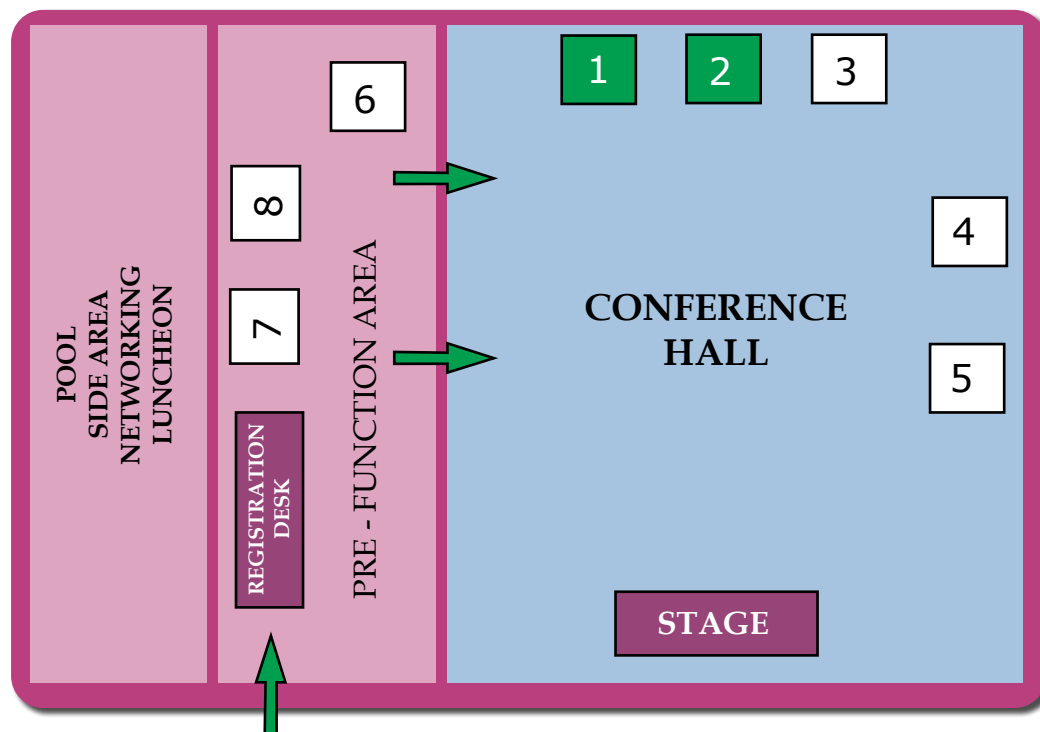 POOL
SIDE AREA
NETWORKING
LUNCHEON
6
8
7
REGISTRATION
DESK
PRE - FUNCTION AREA
1
2
3
4
5
CONFERENCE
HALL
STAGE